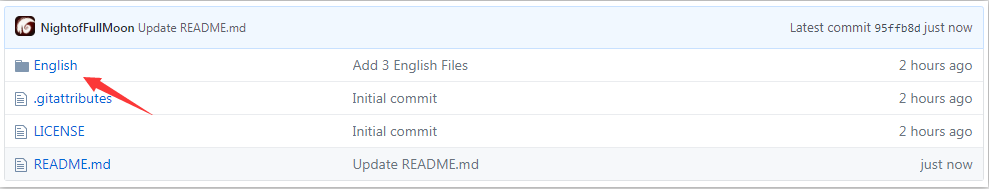 NightofFullMoon Update README.md Latest commit 95ffb8d just now
English Add 3 English Files 2 hours ago
.gitattributes Initial commit 2 hours ago
LICENSE Initial commit 2 hours ago
README.md Update README.md just now